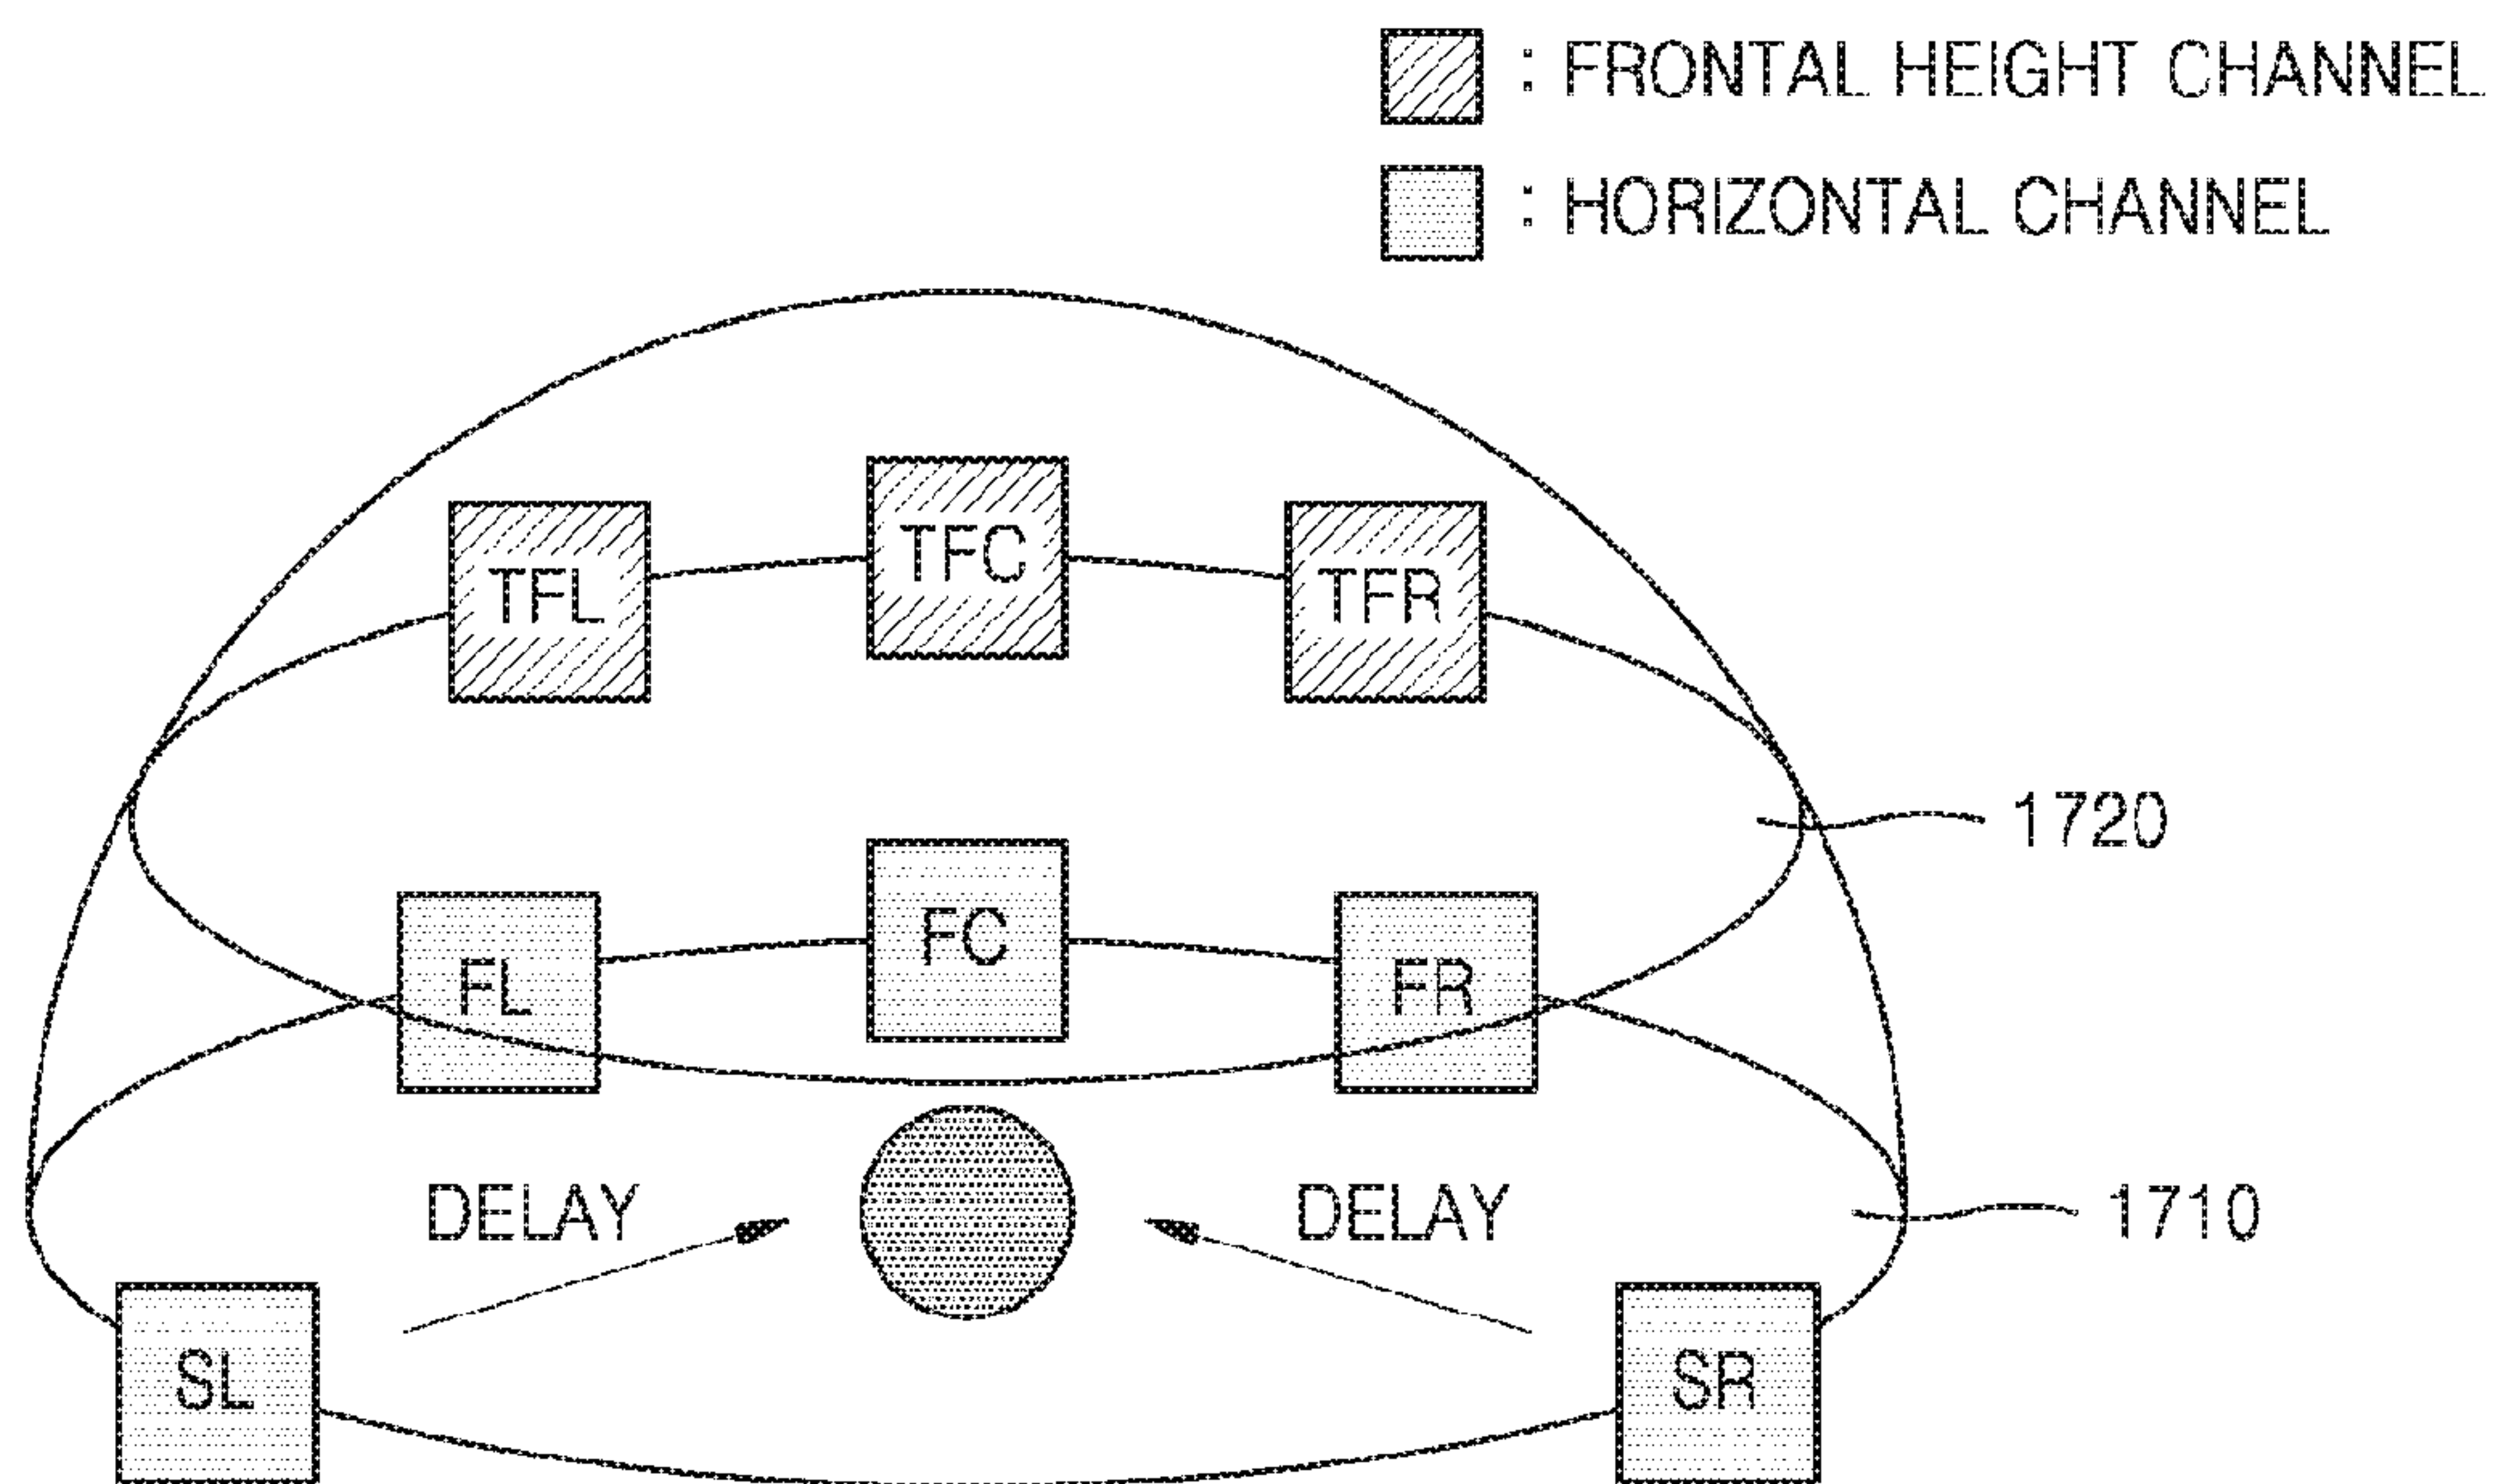 : FRONTAL HEIGHT CHANNEL
: HORIZONTAL CHANNEL
TFL TFC TFR
1720
FL FC FR
DELAY DELAY 1710
SL SR